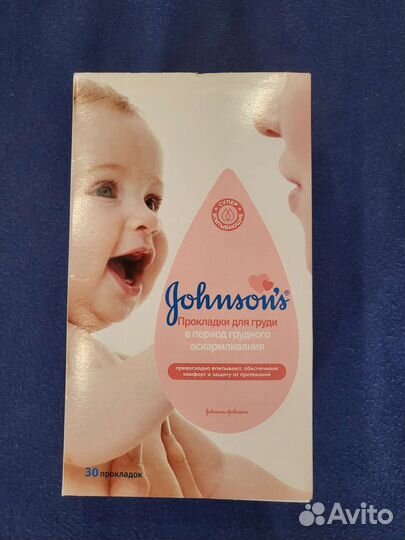 СУПЕР
ВПИТЫВАЮЩИЕ
Johnson's®
Прокладки для груди
в период грудного
вскармливания
превосходно впитывают, обеспечивая
комфорт и защиту от протеканий
Johnson & Johnson
30 прокладок
Avito